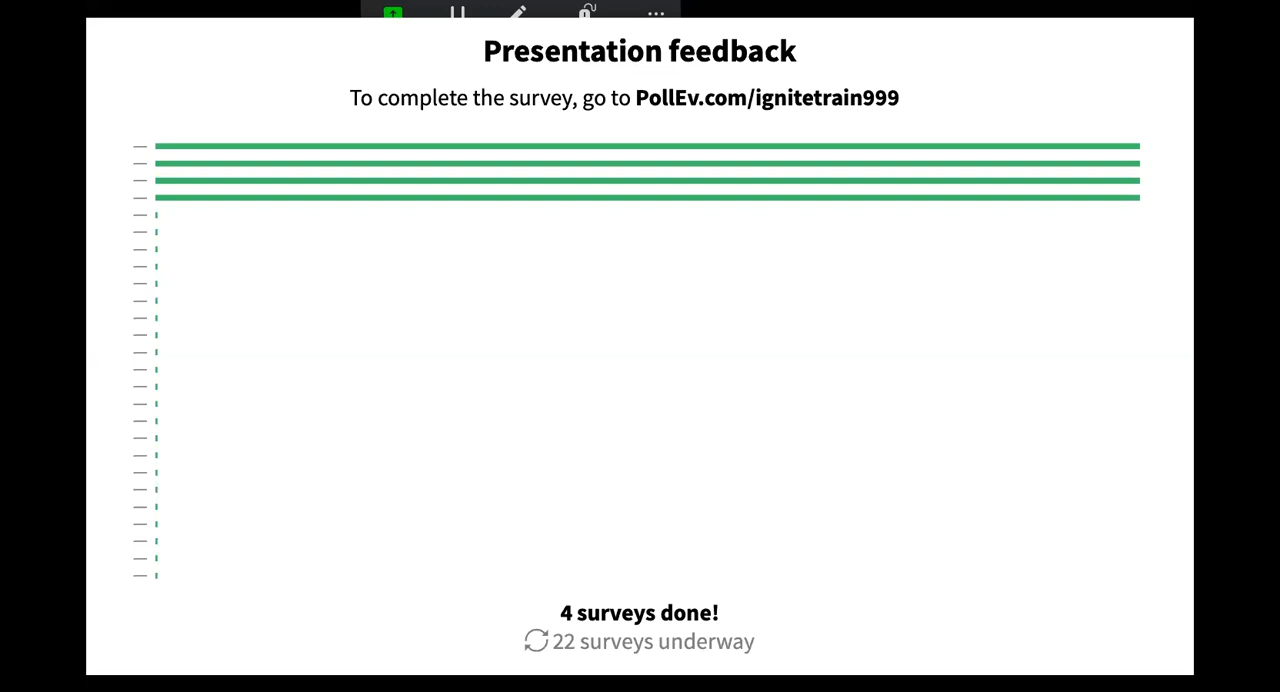 Presentation feedback
To complete the survey, go to PollEv.com/ignitetrain999
4 surveys done!
22 surveys underway